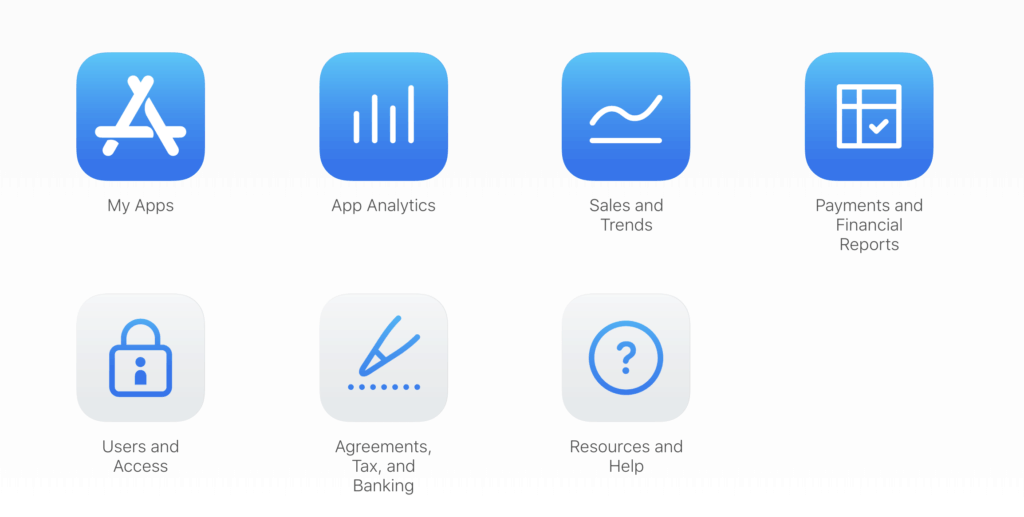 My Apps
App Analytics
Sales and
Trends
Payments and
Financial
Reports
Users and
Access
Agreements,
Tax, and
Banking
Resources and
Help